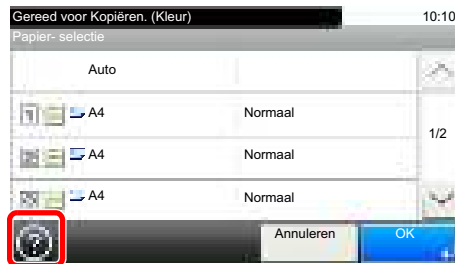 Gereed voor Kopiëren. (Kleur) 10:10
Papier- selectie
Auto
1 A4 Normaal
1/2
A4 Normaal
A4 Normaal
Annuleren OK